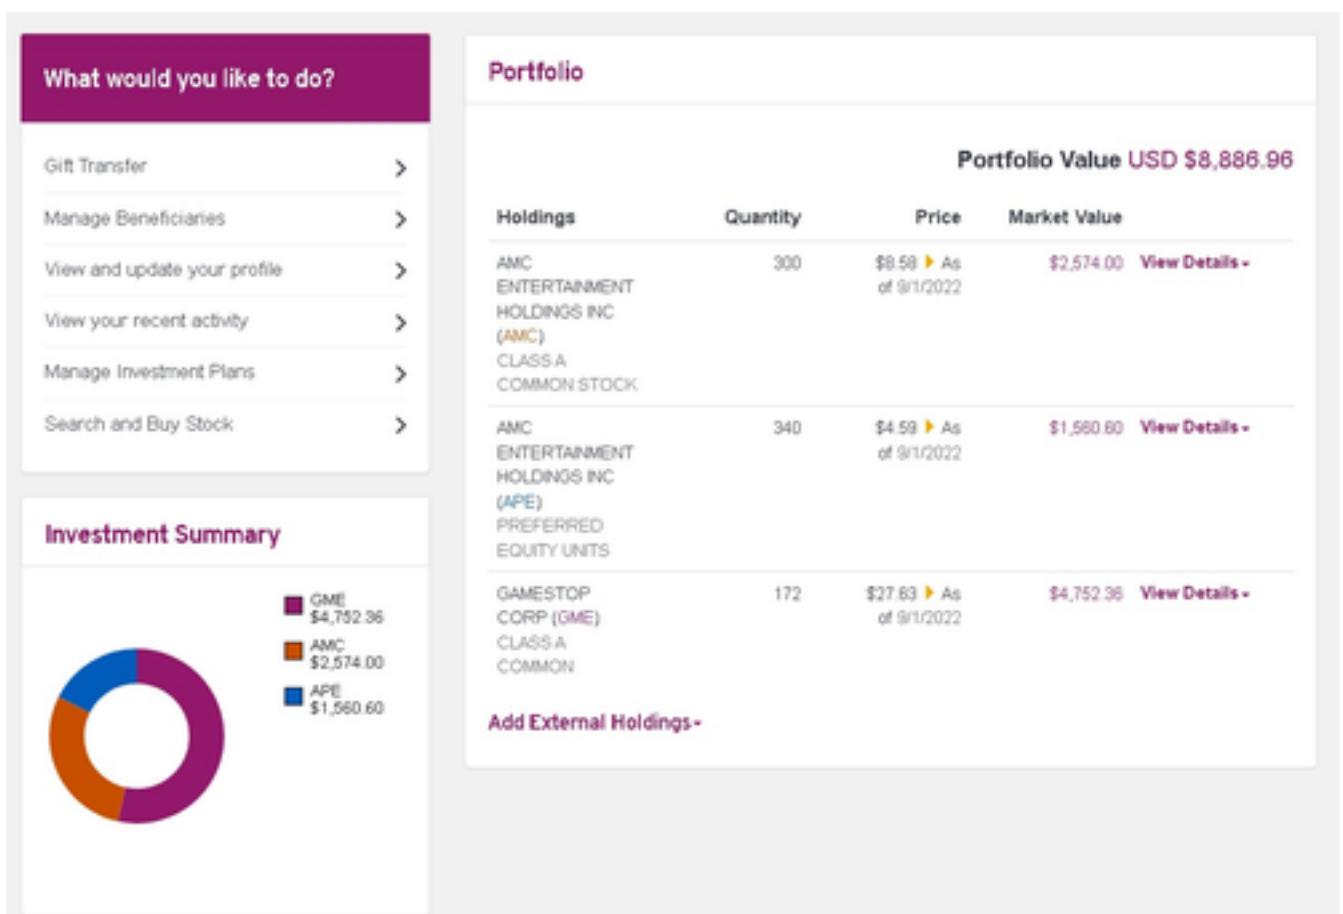 What would you like to do?
Gift Transfer
Manage Beneficiaries
View and update your profile
View your recent activity
Manage Investment Plans
Search and Buy Stock
Investment Summary
GME
$4,752.36
AMC
$2,574.00
APE
$1,560.60
Portfolio
Portfolio Value USD $8,886.96
Holdings Quantity Price Market Value
AMC 300 $8.58 As $2,574.00 View Details
ENTERTAINMENT of 9/1/2022
HOLDINGS INC
(AMC)
CLASS A
COMMON STOCK
AMC 340 $4.59 As $1,560.60 View Details
ENTERTAINMENT of 9/1/2022
HOLDINGS INC
(APE)
PREFERRED
EQUITY UNITS
GAMESTOP 172 $27.63 As $4,752.36 View Details
CORP (GME) of 9/1/2022
CLASS A
COMMON
Add External Holdings